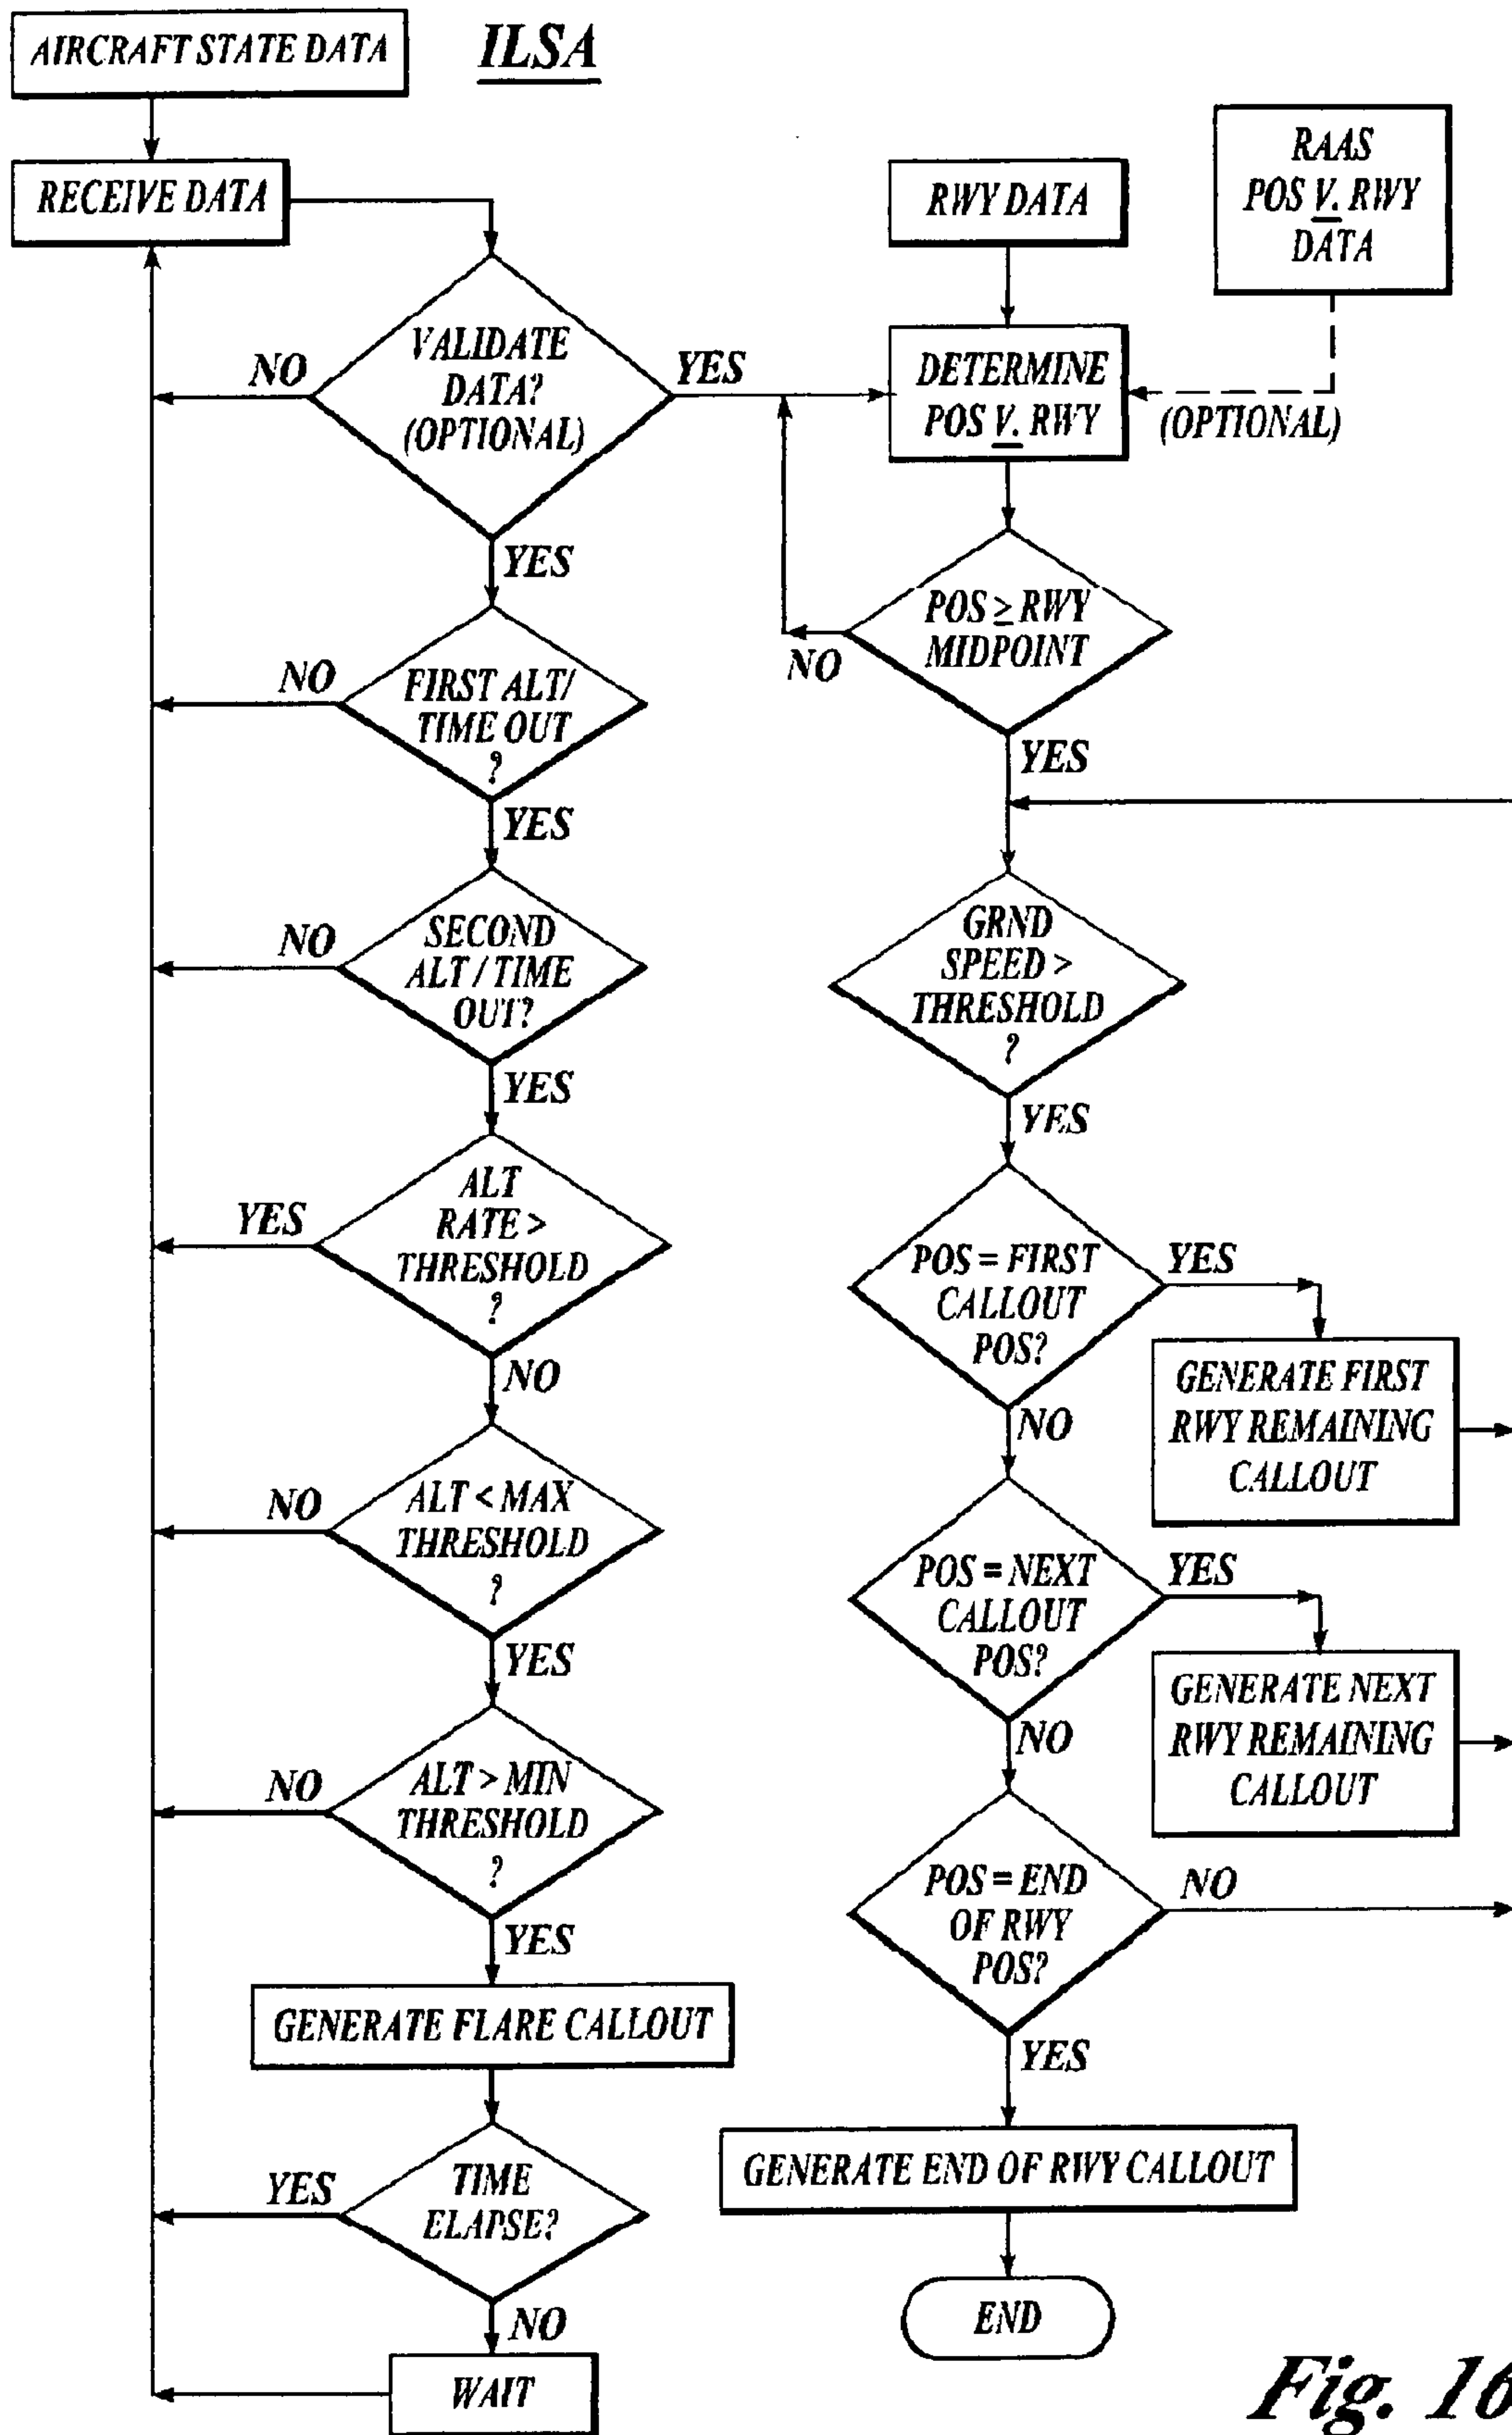 AIRCRAFT STATE DATA
ILSA
RECEIVE DATA
RWY DATA
RAAS
POS V. RWY
DATA
VALIDATE
DATA?
(OPTIONAL)
NO
YES
YES
DETERMINE
POS V. RWY
(OPTIONAL)
POS ≥ RWY
MIDPOINT
NO
YES
FIRST ALT/
TIME OUT
?
NO
YES
SECOND
ALT / TIME
OUT?
NO
YES
GRND
SPEED >
THRESHOLD
?
YES
ALT
RATE >
THRESHOLD
?
YES
NO
POS = FIRST
CALLOUT
POS?
YES
NO
GENERATE FIRST
RWY REMAINING
CALLOUT
ALT < MAX
THRESHOLD
?
NO
YES
POS = NEXT
CALLOUT
POS?
YES
NO
GENERATE NEXT
RWY REMAINING
CALLOUT
ALT > MIN
THRESHOLD
?
NO
YES
POS = END
OF RWY
POS?
NO
YES
GENERATE FLARE CALLOUT
GENERATE END OF RWY CALLOUT
TIME
ELAPSE?
YES
NO
WAIT
END
Fig. 16